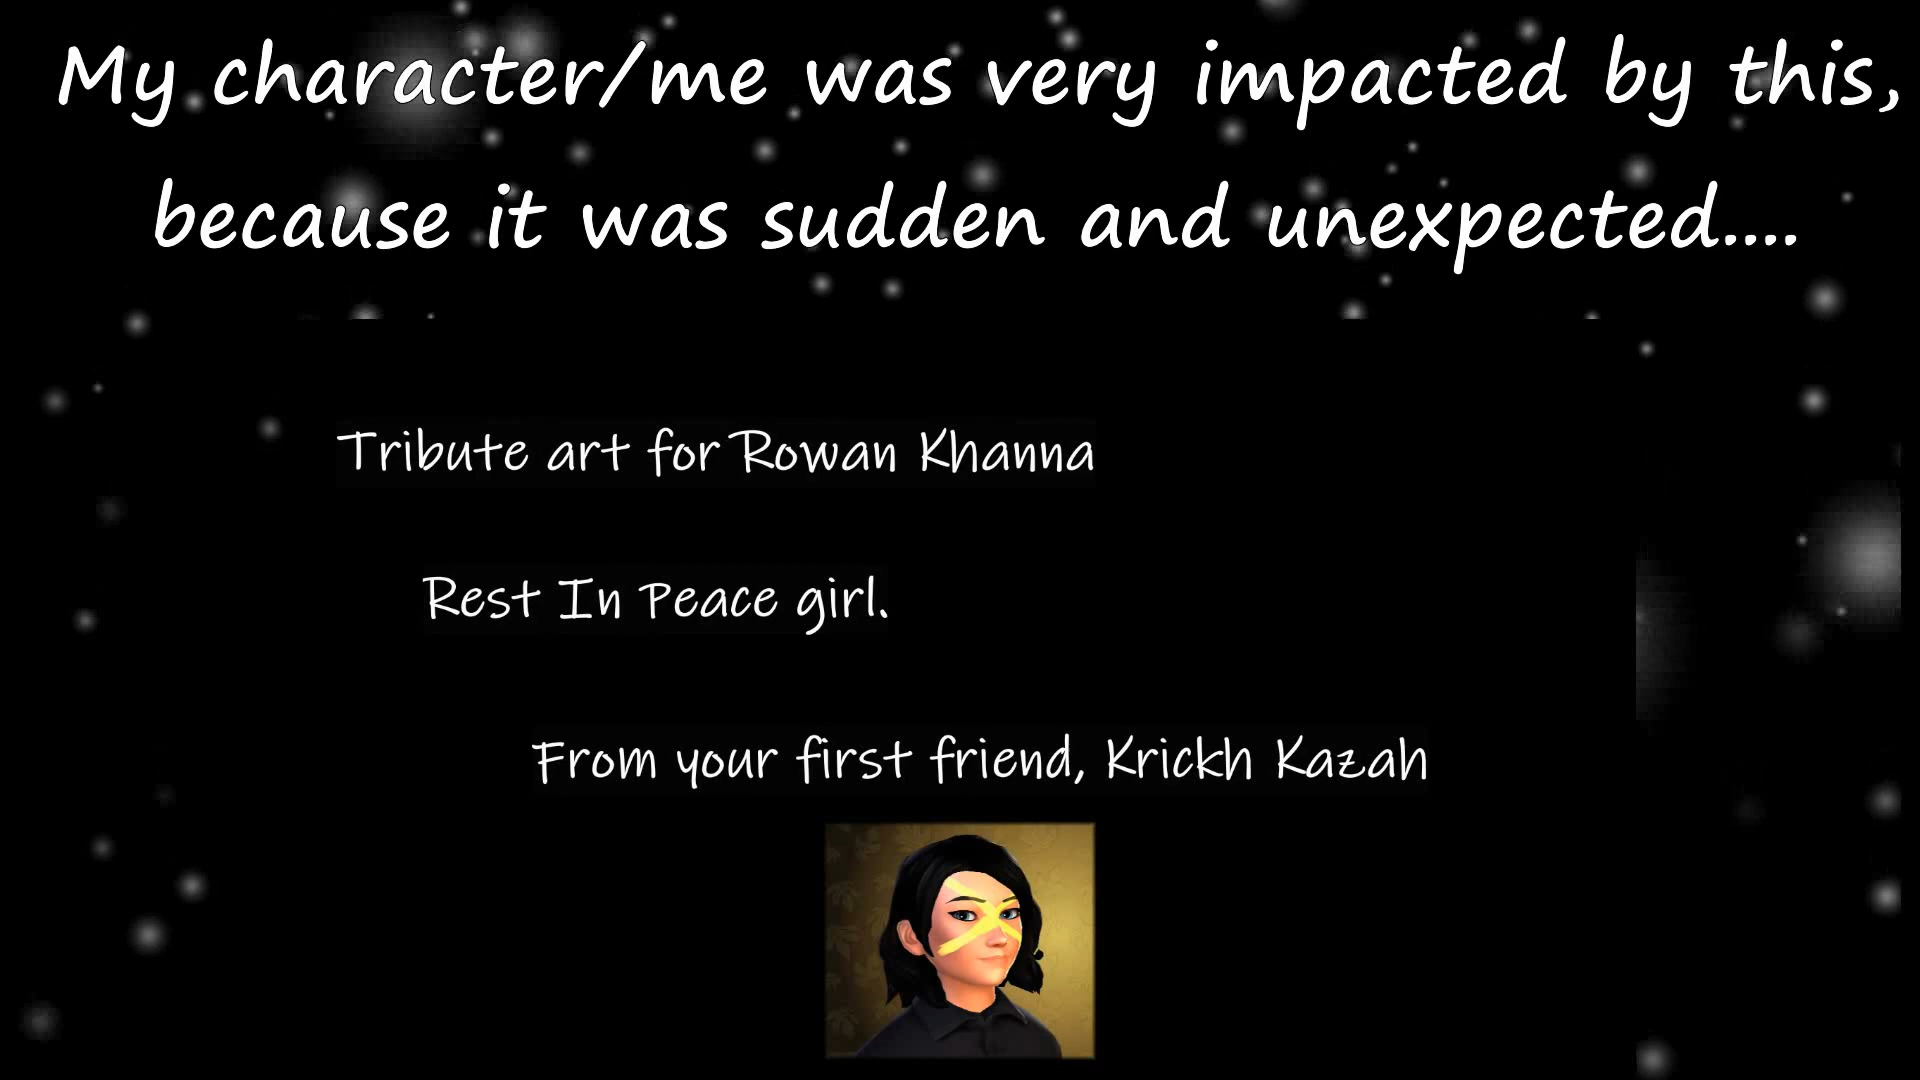 My character/me was very impacted by this,
because it was sudden and unexpected....
Tribute art for Rowan Khanna
Rest In Peace girl.
From your first friend, Krickh Kazah